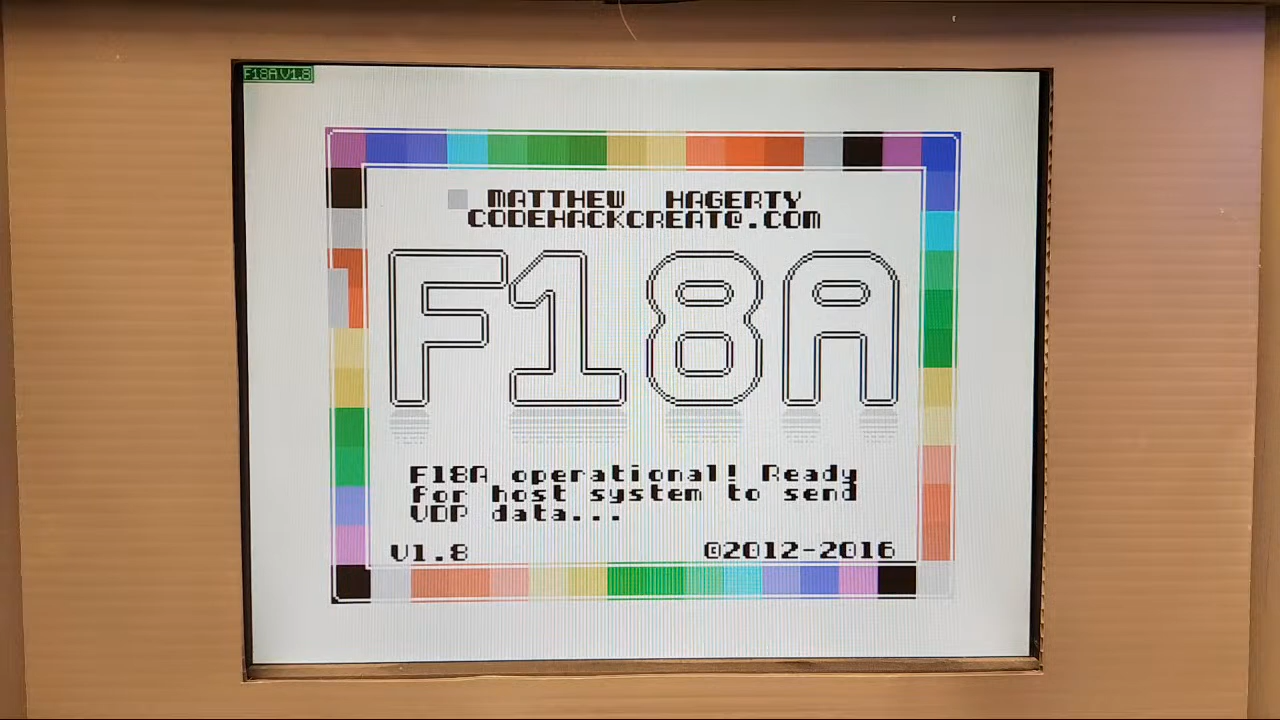 F18A V1.8
MATTHEW HAGERTY
CODEHACKCREAT@.COM
F18A
F18A operational! Ready
for host system to send
VDP data...
V1.8 ©2012-2016